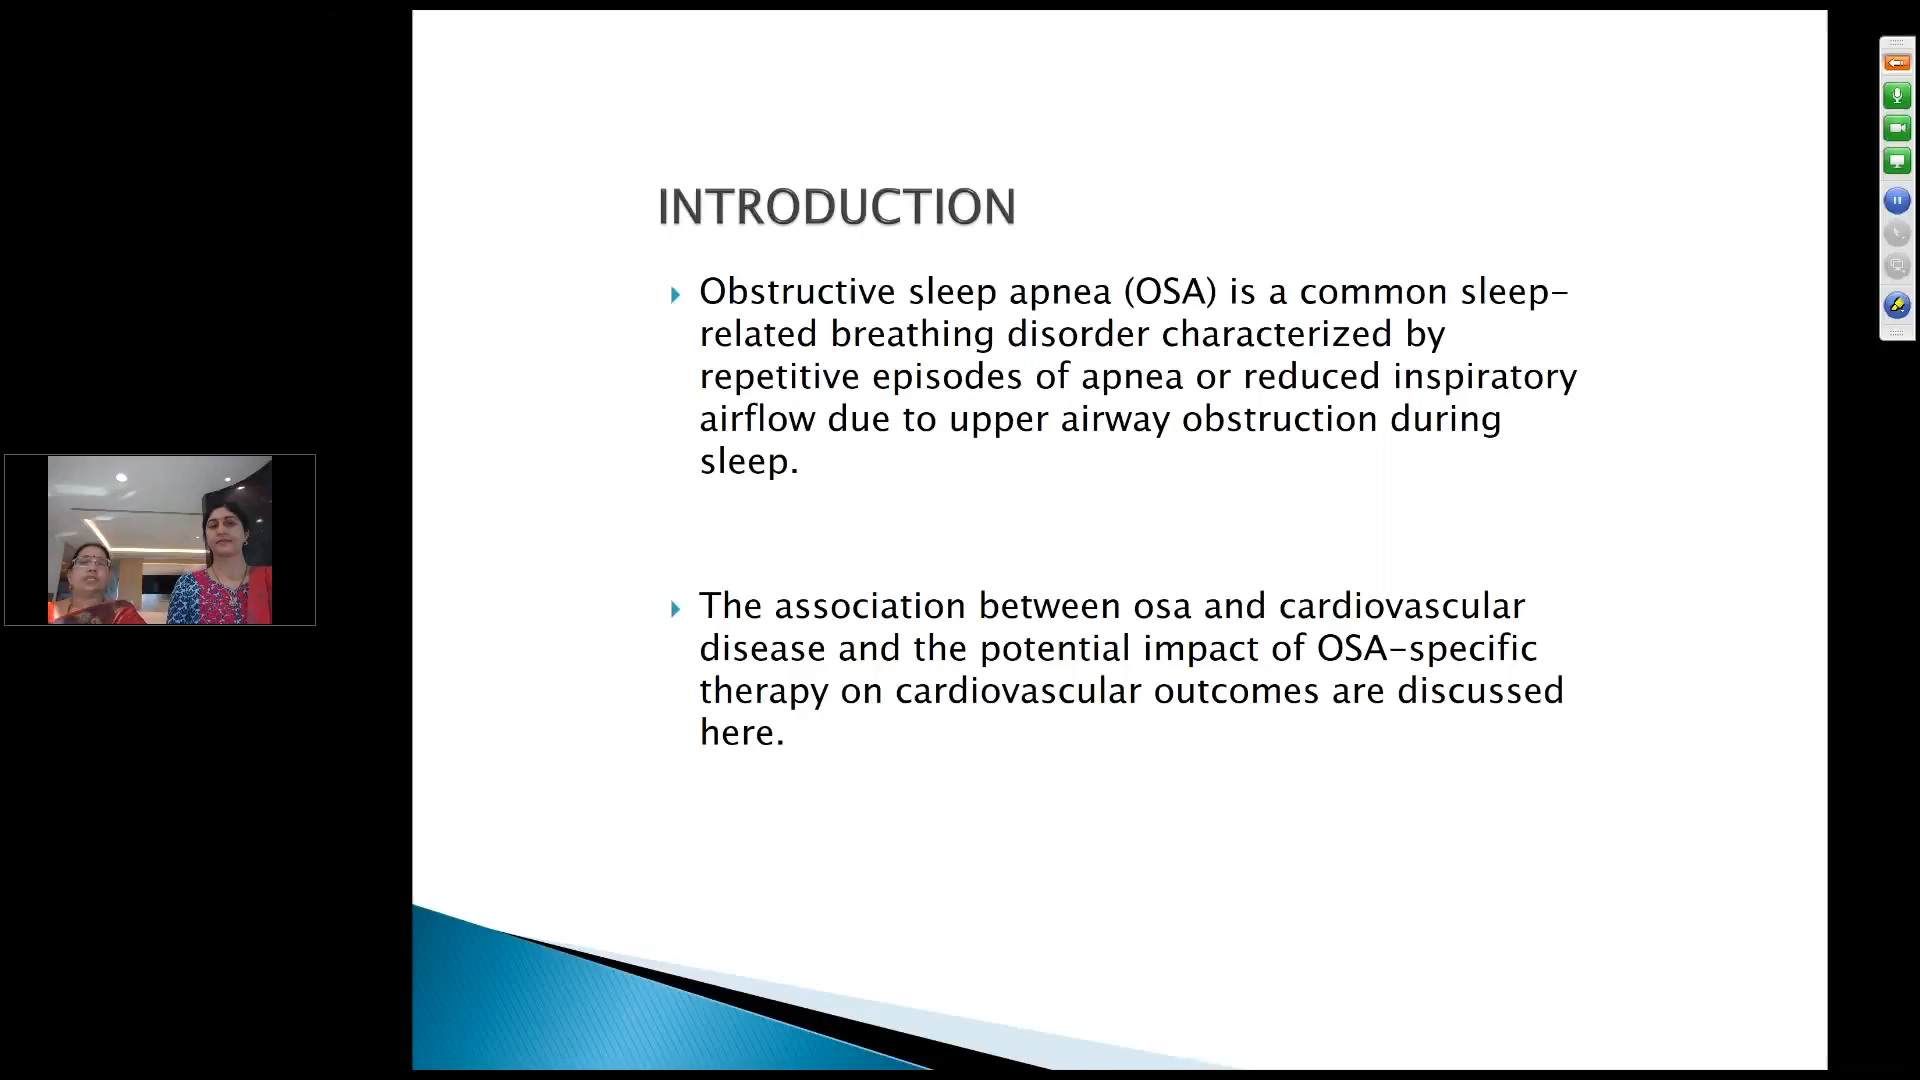 INTRODUCTION
Obstructive sleep apnea (OSA) is a common sleep-
related breathing disorder characterized by
repetitive episodes of apnea or reduced inspiratory
airflow due to upper airway obstruction during
sleep.
The association between osa and cardiovascular
disease and the potential impact of OSA-specific
therapy on cardiovascular outcomes are discussed
here.